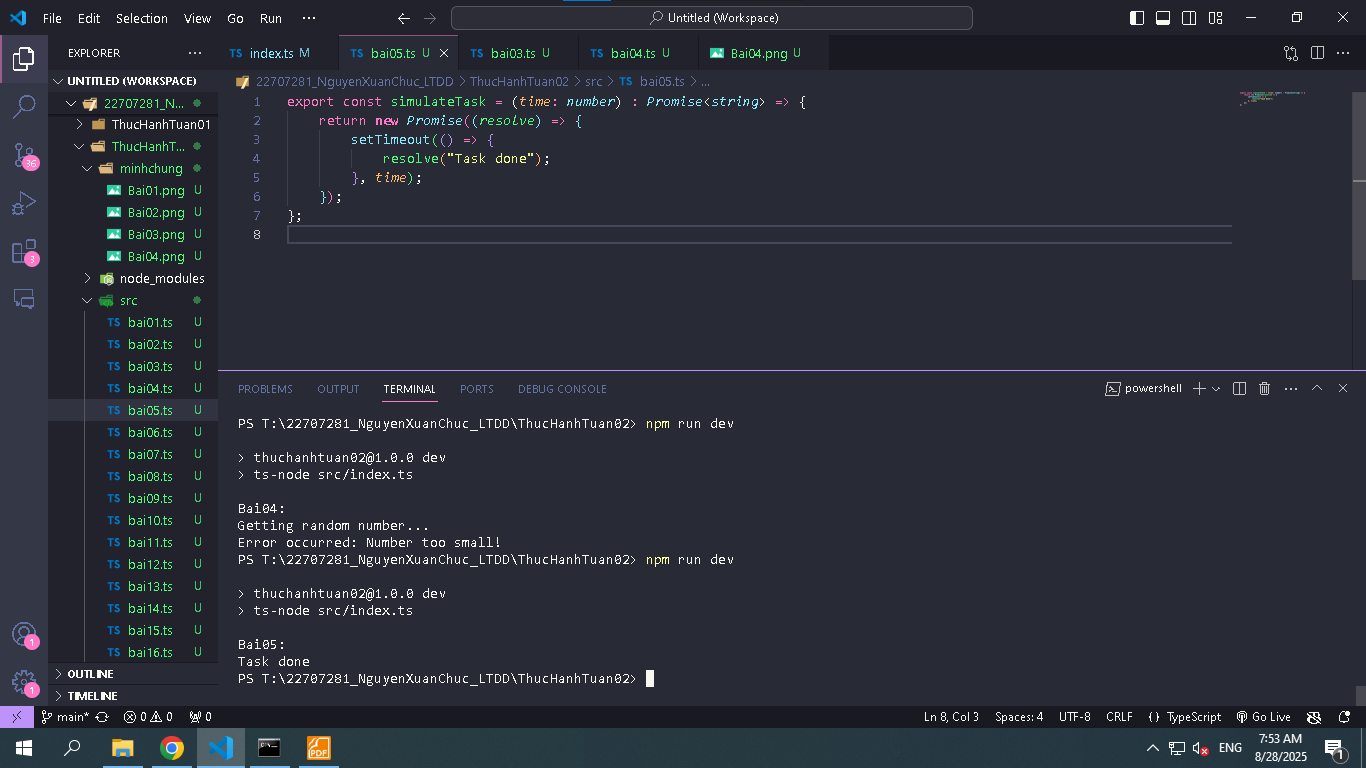 File Edit Selection View Go Run ··· Untitled (Workspace)
EXPLORER ···
TS index.ts M TS bai05.ts U TS bai03.ts U TS bai04.ts U Bai04.png U ···
UNTITLED (WORKSPACE)
22707281_N...
ThucHanhTuan01
ThucHanhT...
minhchung
Bai01.png U
Bai02.png U
Bai03.png U
Bai04.png U
node_modules
src
TS bai01.ts U
TS bai02.ts U
TS bai03.ts U
TS bai04.ts U
TS bai05.ts U
TS bai06.ts U
TS bai07.ts U
TS bai08.ts U
TS bai09.ts U
TS bai10.ts U
TS bai11.ts U
TS bai12.ts U
TS bai13.ts U
TS bai14.ts U
TS bai15.ts U
TS bai16.ts U
OUTLINE
TIMELINE
36
3
1
1
22707281_NguyenXuanChuc_LTDD > ThucHanhTuan02 > src > TS bai05.ts > ...
1 export const simulateTask = (time: number) : Promise<string> => {
2 return new Promise((resolve) => {
3 setTimeout(() => {
4 resolve("Task done");
5 }, time);
6 });
7 };
8
PROBLEMS OUTPUT TERMINAL PORTS DEBUG CONSOLE powershell ···
PS T:\22707281_NguyenXuanChuc_LTDD\ThucHanhTuan02> npm run dev
> thuchanhtuan02@1.0.0 dev
> ts-node src/index.ts
Bai04:
Getting random number...
Error occurred: Number too small!
PS T:\22707281_NguyenXuanChuc_LTDD\ThucHanhTuan02> npm run dev
> thuchanhtuan02@1.0.0 dev
> ts-node src/index.ts
Bai05:
Task done
PS T:\22707281_NguyenXuanChuc_LTDD\ThucHanhTuan02>
main* 0 0 0 Ln 8, Col 3 Spaces: 4 UTF-8 CRLF {} TypeScript Go Live
PDF ENG 7:53 AM
8/28/2025 1